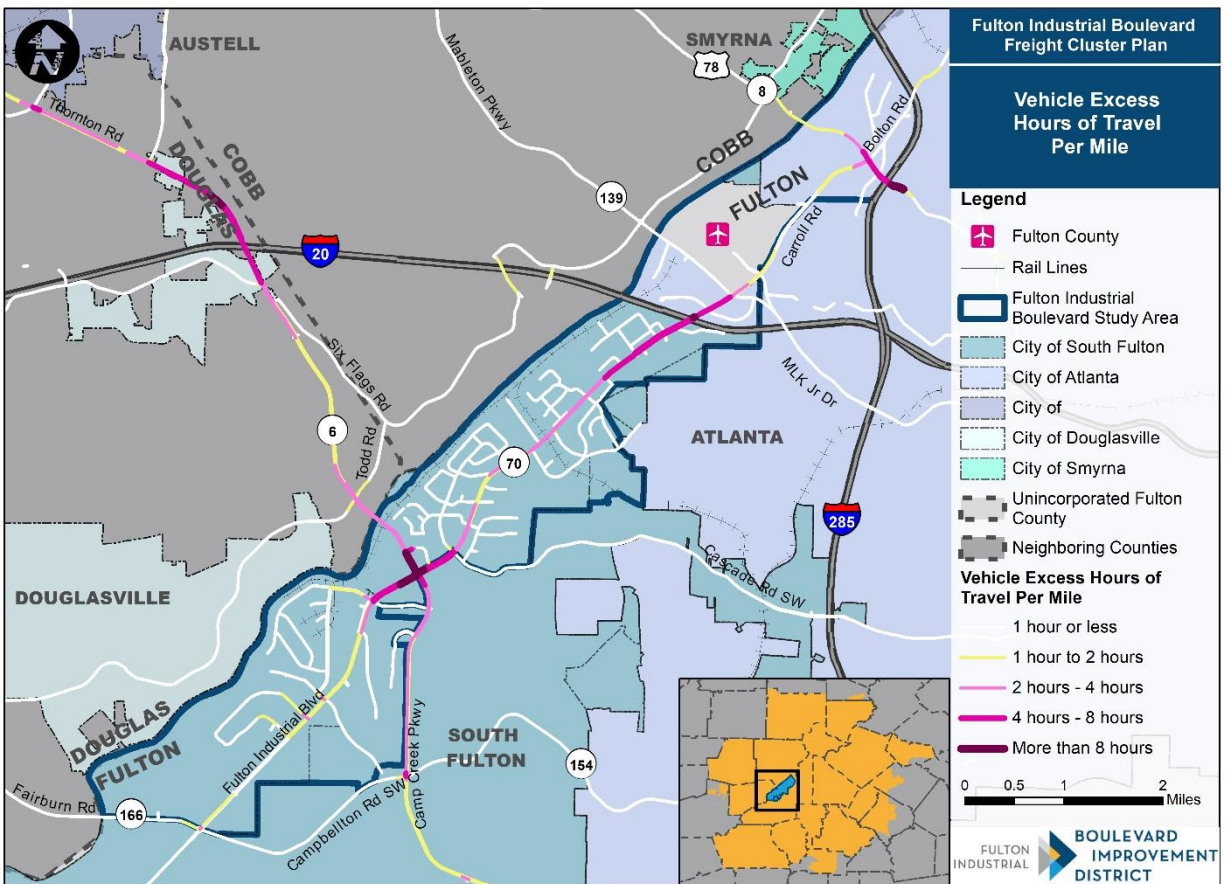 Fulton Industrial Boulevard
Freight Cluster Plan
Vehicle Excess
Hours of Travel
Per Mile
Legend
Fulton County
Rail Lines
Fulton Industrial
Boulevard Study Area
City of South Fulton
City of Atlanta
City of
City of Douglasville
City of Smyrna
Unincorporated Fulton
County
Neighboring Counties
Vehicle Excess Hours of
Travel Per Mile
1 hour or less
1 hour to 2 hours
2 hours - 4 hours
4 hours - 8 hours
More than 8 hours
0 0.5 1 2
Miles
FULTON
INDUSTRIAL
BOULEVARD
IMPROVEMENT
DISTRICT
N
AUSTELL
SMYRNA
Mableton Pkwy
78
8
Thornton Rd
COBB
DOUGLAS
COBB
FULTON
Bolton Rd
139
20
Carroll Rd
Six Flags Rd
MLK Jr Dr
6
Todd Rd
70
ATLANTA
285
Cascade Rd SW
DOUGLASVILLE
DOUGLAS
FULTON
Fulton Industrial Blvd
Camp Creek Pkwy
SOUTH
FULTON
154
Fairburn Rd
166
Campbellton Rd SW